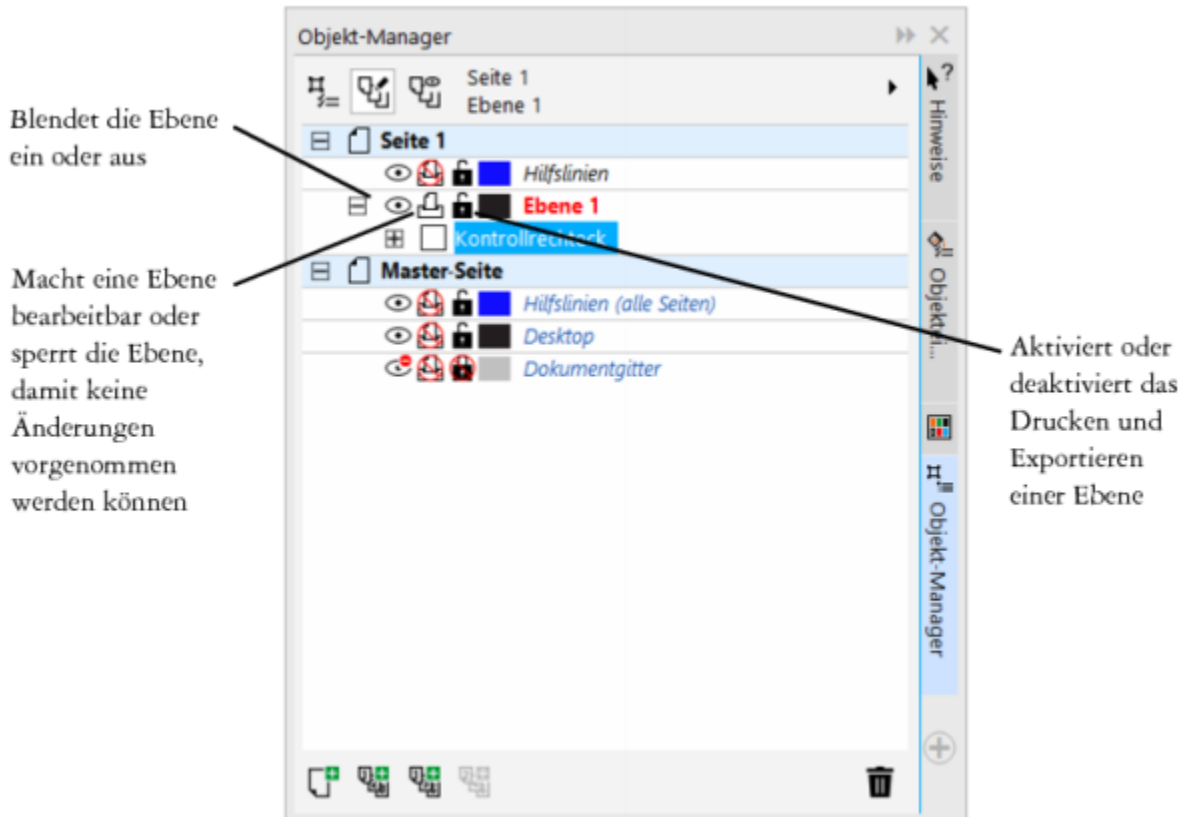 Objekt-Manager
Seite 1
Ebene 1
Seite 1
Hilfslinien
Ebene 1
Kontrollrechteck
Master-Seite
Hilfslinien (alle Seiten)
Desktop
Dokumentgitter
Blendet die Ebene
ein oder aus
Macht eine Ebene
bearbeitbar oder
sperrt die Ebene,
damit keine
Änderungen
vorgenommen
werden können
Hinweise
Objektei...
Objekt-Manager
Aktiviert oder
deaktiviert das
Drucken und
Exportieren
einer Ebene